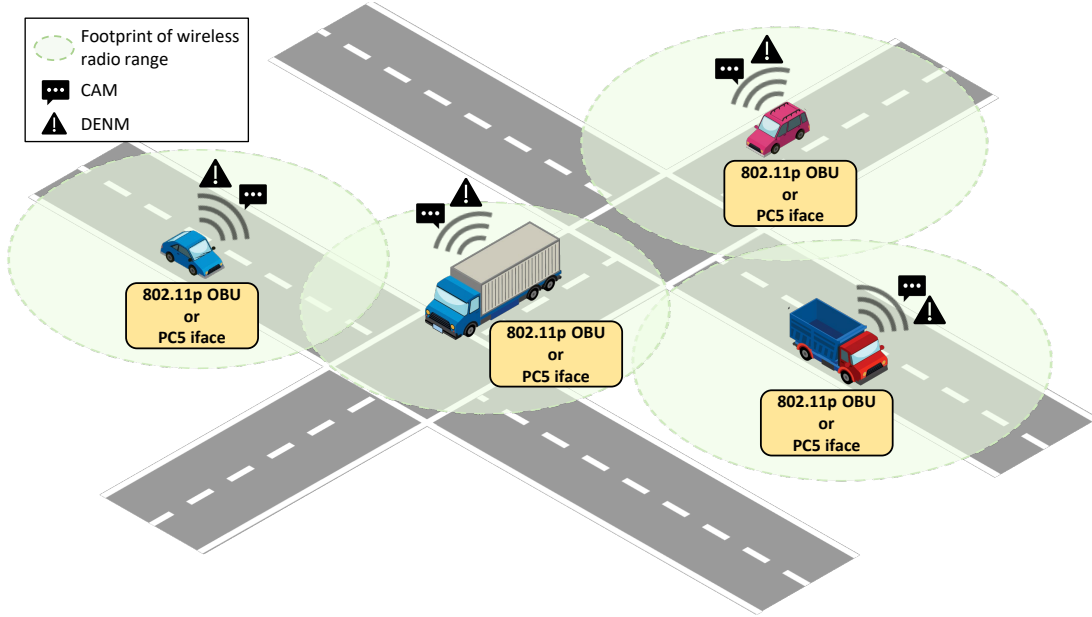 Footprint of wireless
radio range
CAM
DENM
802.11p OBU
or
PC5 iface
802.11p OBU
or
PC5 iface
802.11p OBU
or
PC5 iface
802.11p OBU
or
PC5 iface